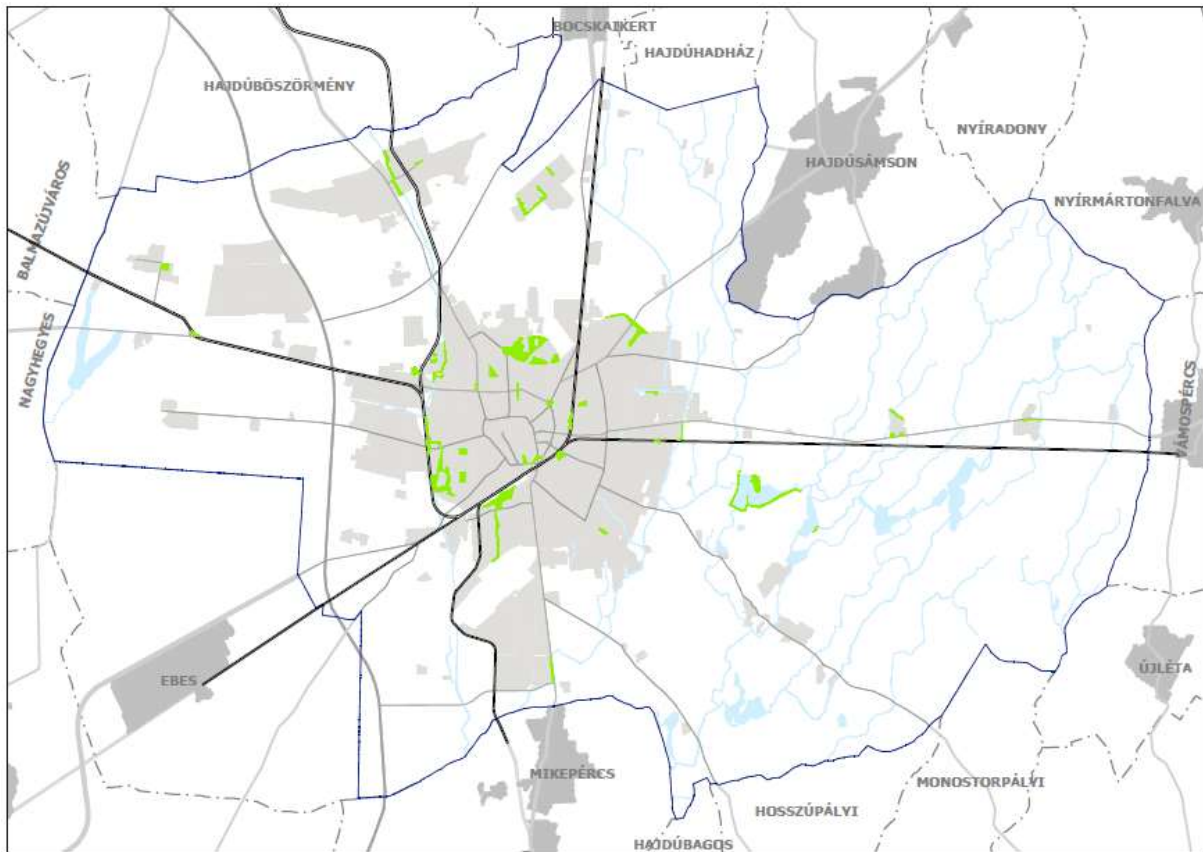 BOCSKAIKERT
HAJDÚHADHÁZ
HAJDÚBÖSZÖRMÉNY
NYÍRADONY
HAJDÚSÁMSON
NYÍRMÁRTONFALVA
BALMAZÚJVÁROS
NAGYHEGYES
VÁMOSPÉRCS
EBES
ÚJLÉTA
MIKEPÉRCS
MONOSTORPÁLYI
HOSSZÚPÁLYI
HAJDÚBAGOS